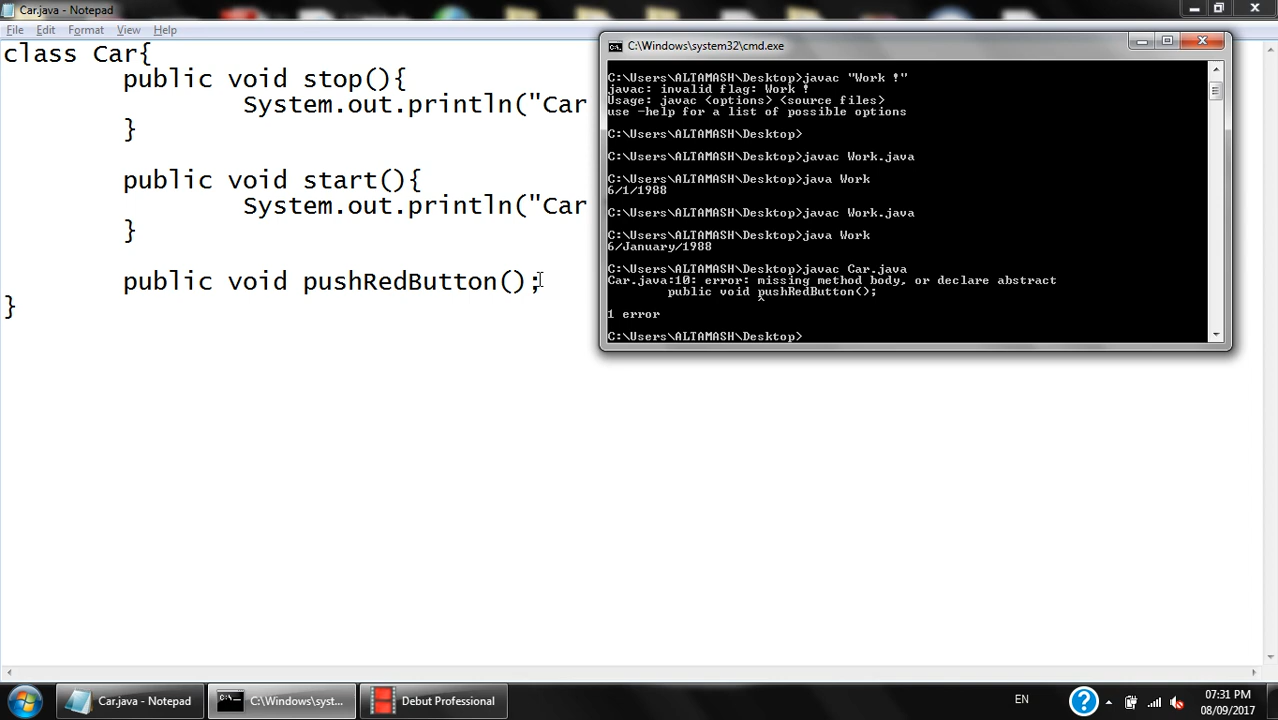 Car.java - Notepad
File Edit Format View Help
class Car{
public void stop(){
System.out.println("Car
}
public void start(){
System.out.println("Car
}
public void pushRedButton();
}
C:\Windows\system32\cmd.exe
C:\Users\ALTAMASH\Desktop>javac "Work !"
javac: invalid flag: Work !
Usage: javac <options> <source files>
use -help for a list of possible options
C:\Users\ALTAMASH\Desktop>
C:\Users\ALTAMASH\Desktop>javac Work.java
C:\Users\ALTAMASH\Desktop>java Work
6/1/1988
C:\Users\ALTAMASH\Desktop>javac Work.java
C:\Users\ALTAMASH\Desktop>java Work
6/January/1988
C:\Users\ALTAMASH\Desktop>javac Car.java
Car.java:10: error: missing method body, or declare abstract
public void pushRedButton();
^
1 error
C:\Users\ALTAMASH\Desktop>
Car.java - Notepad
C:\Windows\syst...
Debut Professional
EN
07:31 PM
08/09/2017